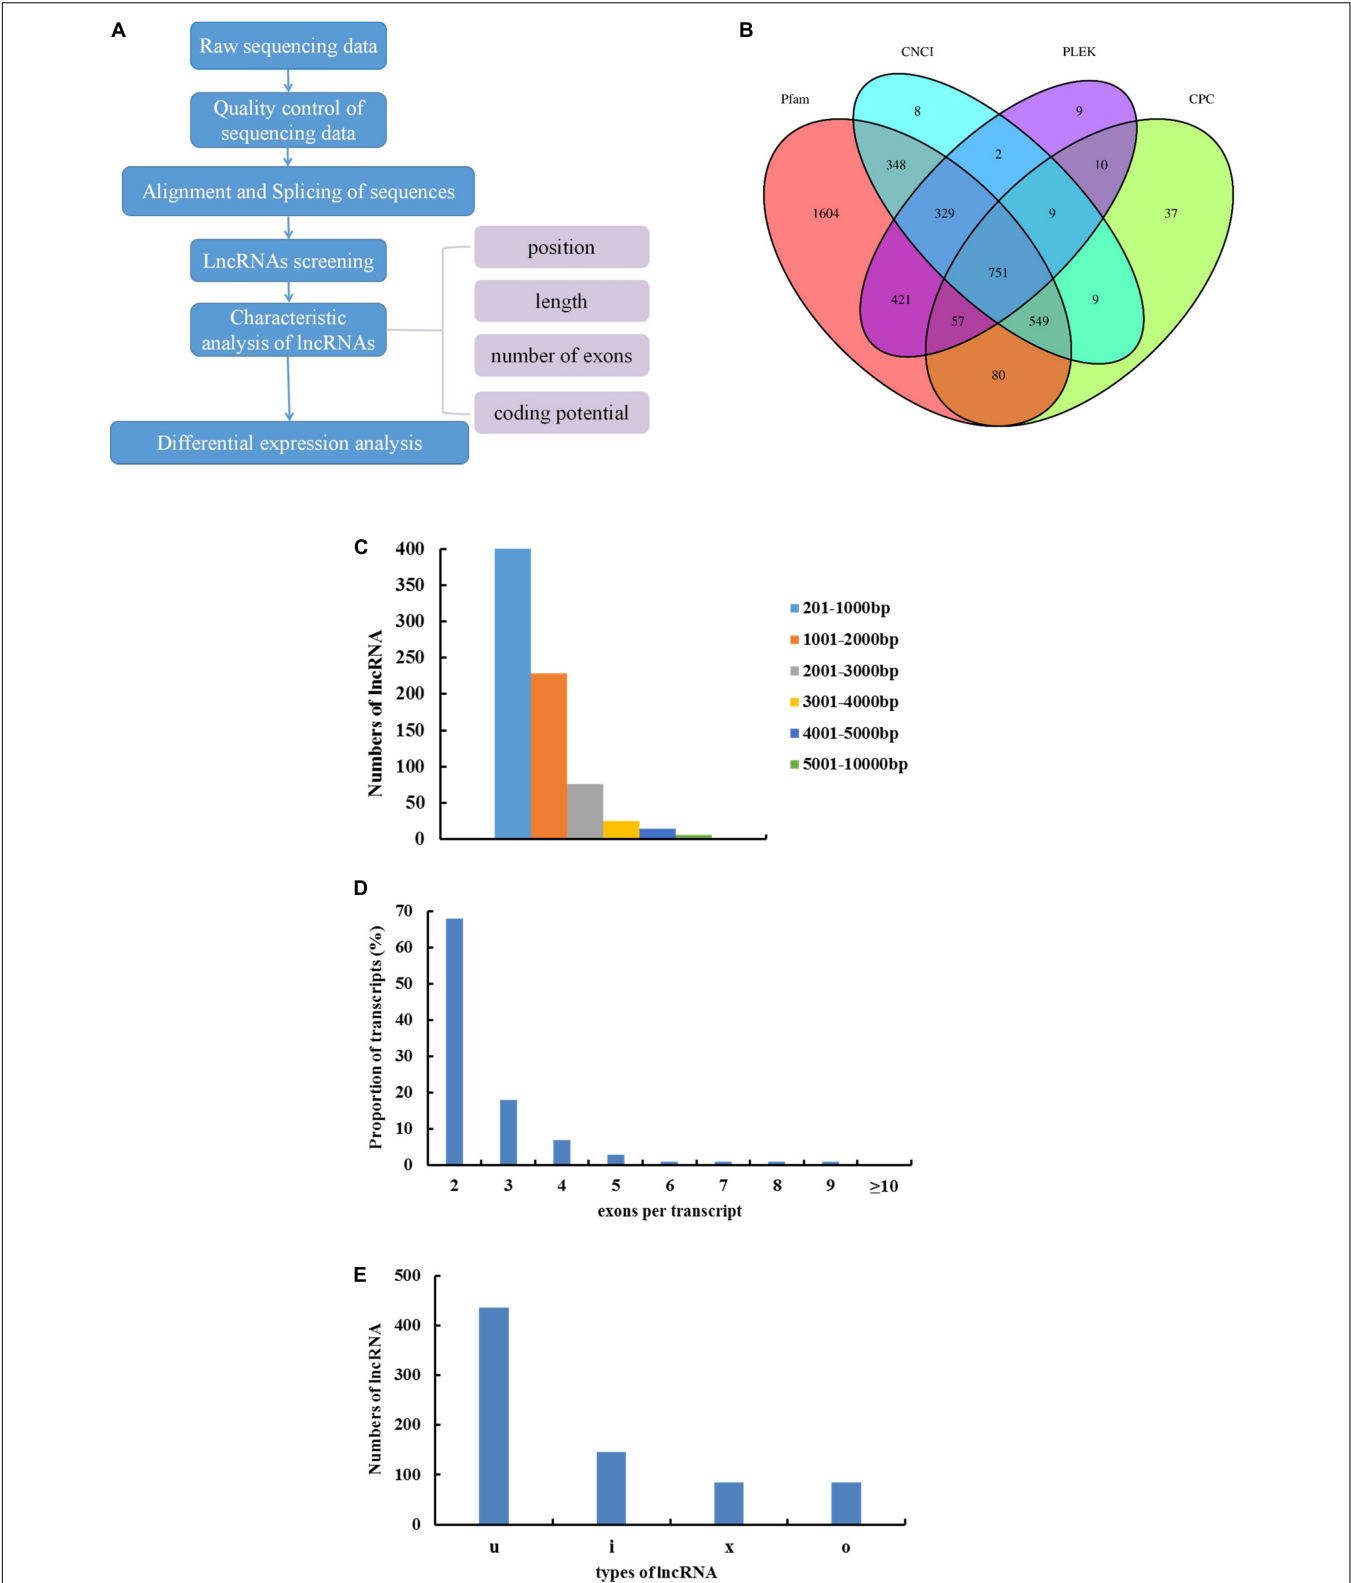 A
Raw sequencing data
Quality control of
sequencing data
Alignment and Splicing of sequences
LncRNAs screening
Characteristic
analysis of lncRNAs
Differential expression analysis
position
length
number of exons
coding potential
B
Pfam
CNCI
PLEK
CPC
8
9
2
348
10
1604
329
9
37
751
421
9
57
549
80
C
Numbers of lncRNA
400
350
300
250
200
150
100
50
0
201-1000bp
1001-2000bp
2001-3000bp
3001-4000bp
4001-5000bp
5001-10000bp
D
Proportion of transcripts (%)
70
60
50
40
30
20
10
0
2 3 4 5 6 7 8 9 ≥10
exons per transcript
E
Numbers of lncRNA
500
400
300
200
100
0
u i x o
types of lncRNA